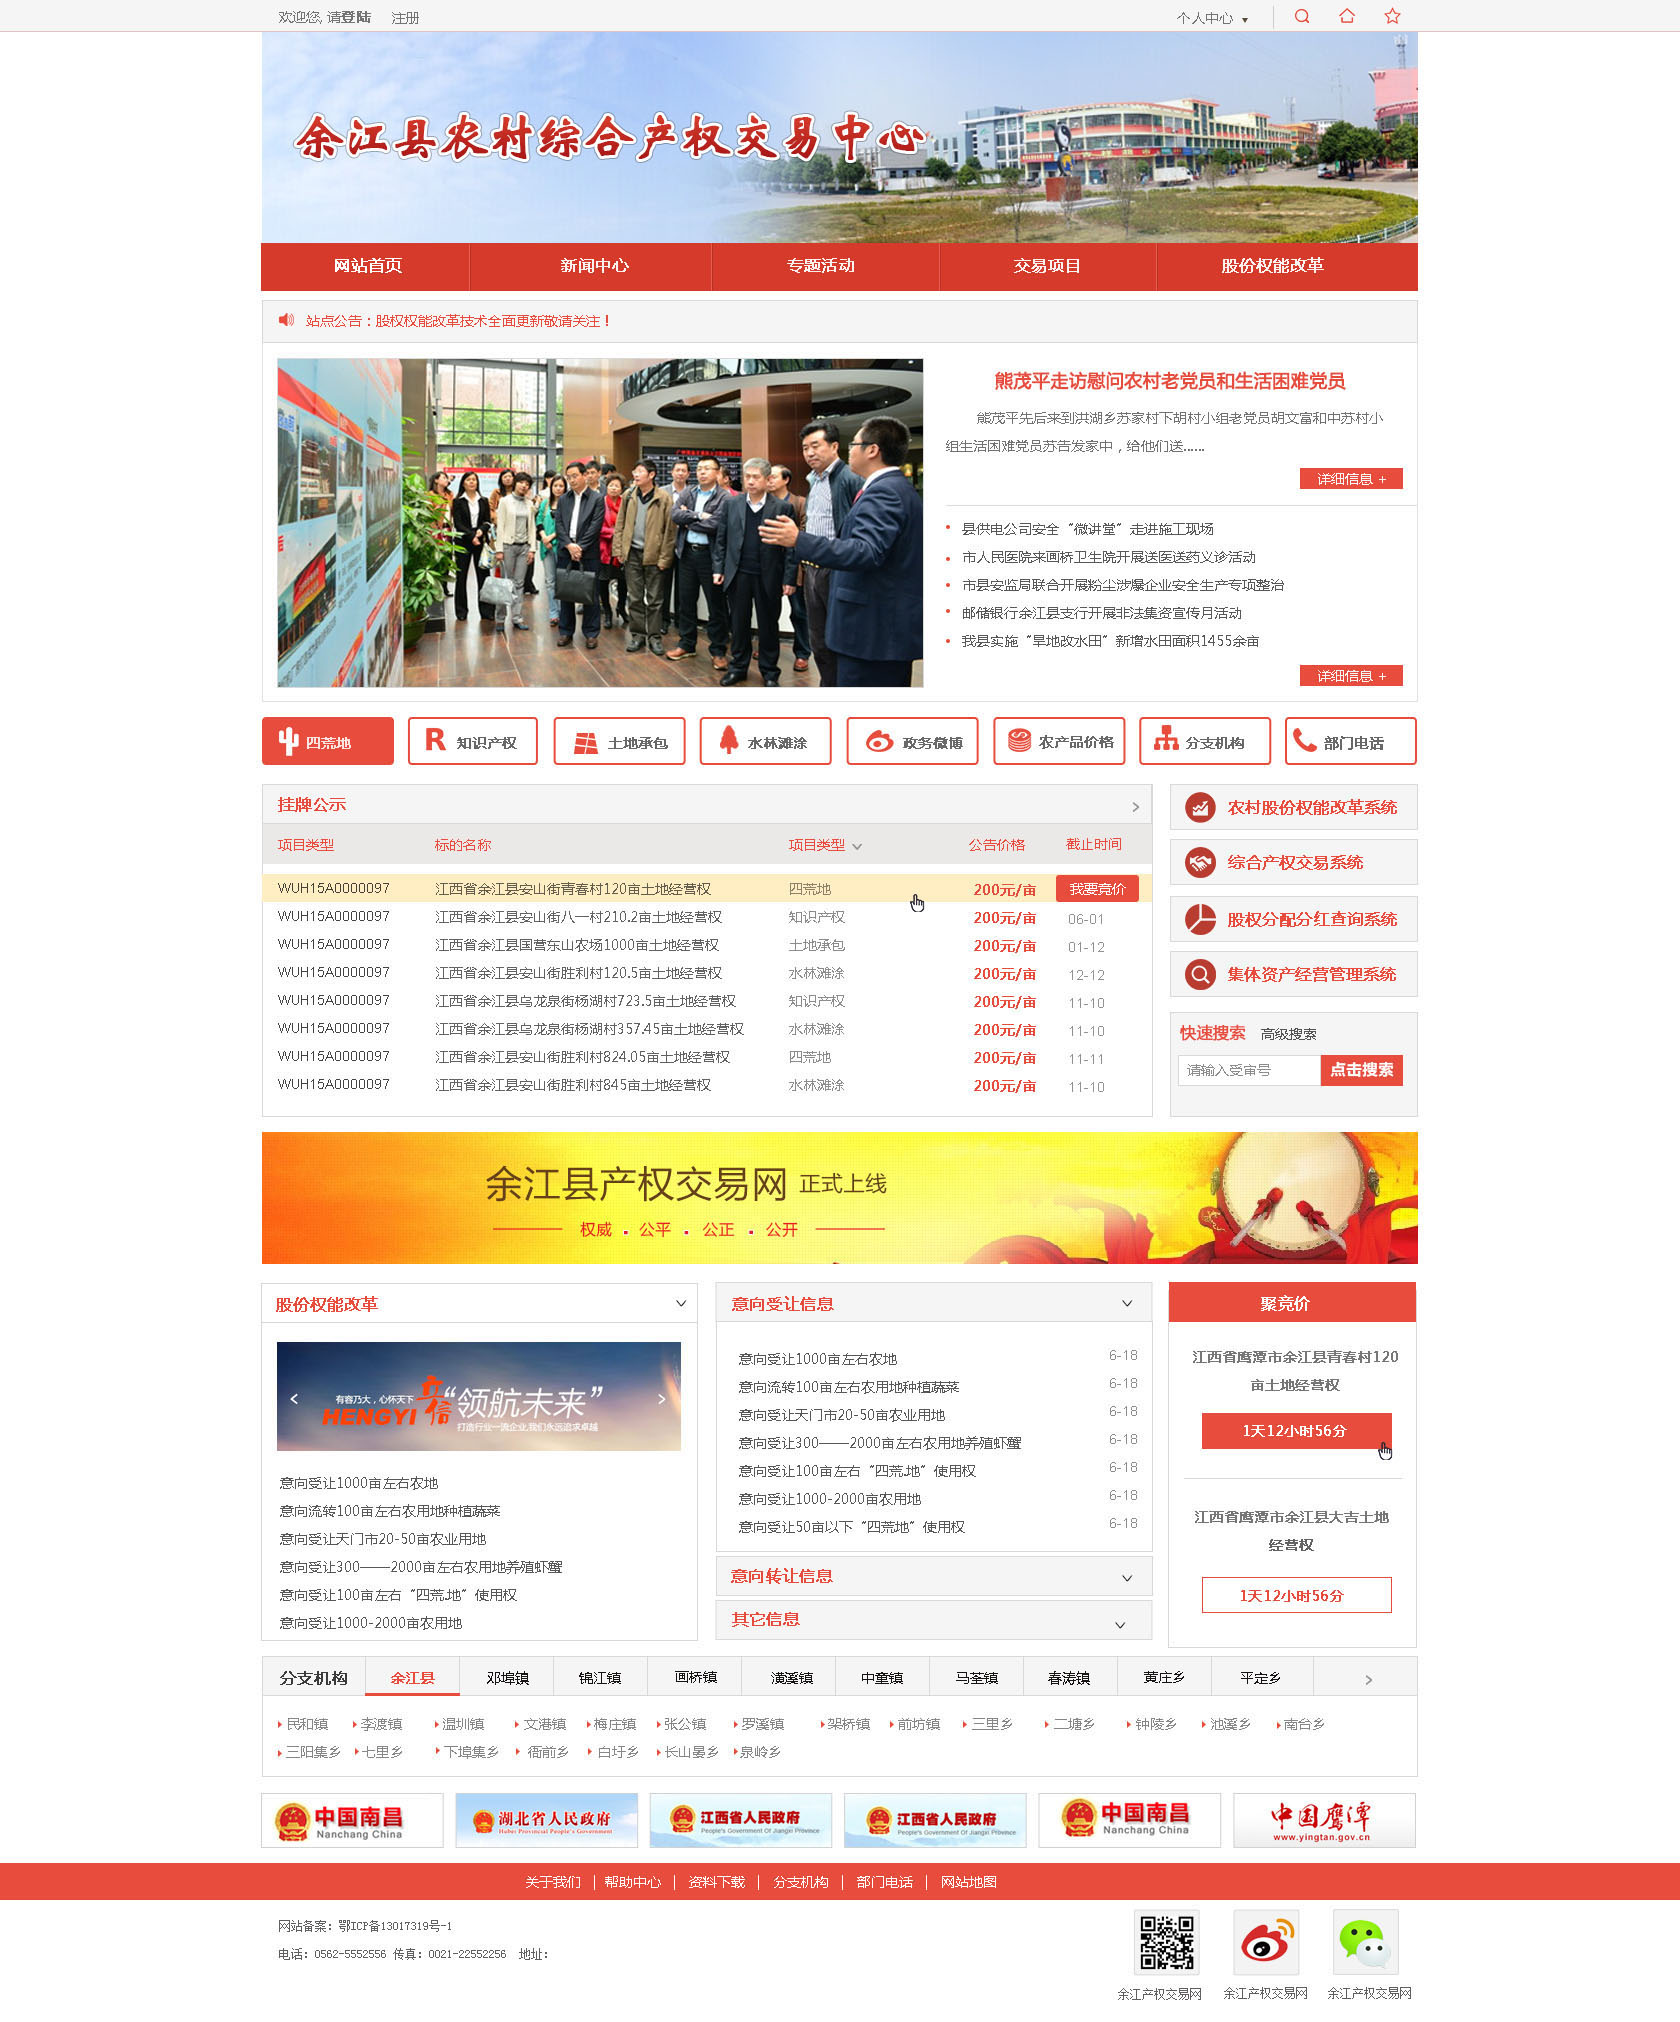 欢迎您, 请登陆 注册 个人中心
余江县农村综合产权交易中心
网站首页 新闻中心 专题活动 交易项目 股份权能改革
站点公告：股权权能改革技术全面更新敬请关注！
熊茂平走访慰问农村老党员和生活困难党员
熊茂平先后来到洪湖乡苏家村下胡村小组老党员胡文富和中苏村小
组生活困难党员苏告发家中，给他们送......
详细信息 +
县供电公司安全“微讲堂”走进施工现场
市人民医院来画桥卫生院开展送医送药义诊活动
市县安监局联合开展粉尘涉爆企业安全生产专项整治
邮储银行余江县支行开展非法集资宣传月活动
我县实施“旱地改水田”新增水田面积1455余亩
详细信息 +
四荒地 知识产权 土地承包 水林滩涂 政务微博 农产品价格 分支机构 部门电话
挂牌公示 >
项目类型 标的名称 项目类型 公告价格 截止时间
WUH15A0000097 江西省余江县安山街青春村120亩土地经营权 四荒地 200元/亩 我要竞价
WUH15A0000097 江西省余江县安山街八一村210.2亩土地经营权 知识产权 200元/亩 06-01
WUH15A0000097 江西省余江县国营东山农场1000亩土地经营权 土地承包 200元/亩 01-12
WUH15A0000097 江西省余江县安山街胜利村120.5亩土地经营权 水林滩涂 200元/亩 12-12
WUH15A0000097 江西省余江县乌龙泉街杨湖村723.5亩土地经营权 知识产权 200元/亩 11-10
WUH15A0000097 江西省余江县乌龙泉街杨湖村357.45亩土地经营权 水林滩涂 200元/亩 11-10
WUH15A0000097 江西省余江县安山街胜利村824.05亩土地经营权 四荒地 200元/亩 11-11
WUH15A0000097 江西省余江县安山街胜利村845亩土地经营权 水林滩涂 200元/亩 11-10
农村股份权能改革系统
综合产权交易系统
股权分配分红查询系统
集体资产经营管理系统
快速搜索 高级搜索
请输入受审号 点击搜索
余江县产权交易网 正式上线
权威 . 公平 . 公正 . 公开
股份权能改革
有容乃大，心怀天下 HENGYI 立信 “领航未来”
打造行业一流企业,我们永远追求卓越
意向受让1000亩左右农地
意向流转100亩左右农用地种植蔬菜
意向受让天门市20-50亩农业用地
意向受让300——2000亩左右农用地养殖虾蟹
意向受让100亩左右“四荒.地”使用权
意向受让1000-2000亩农用地
意向受让信息
意向受让1000亩左右农地 6-18
意向流转100亩左右农用地种植蔬菜 6-18
意向受让天门市20-50亩农业用地 6-18
意向受让300——2000亩左右农用地养殖虾蟹 6-18
意向受让100亩左右“四荒.地”使用权 6-18
意向受让1000-2000亩农用地 6-18
意向受让50亩以下“四荒地”使用权 6-18
意向转让信息
其它信息
聚竞价
江西省鹰潭市余江县青春村120
亩土地经营权
1天12小时56分
江西省鹰潭市余江县大吉土地
经营权
1天12小时56分
分支机构 余江县 邓埠镇 锦江镇 画桥镇 潢溪镇 中童镇 马荃镇 春涛镇 黄庄乡 平定乡 >
民和镇 李渡镇 温圳镇 文港镇 梅庄镇 张公镇 罗溪镇 架桥镇 前坊镇 三里乡 二塘乡 钟陵乡 池溪乡 南台乡
三阳集乡 七里乡 下埠集乡 衙前乡 白圩乡 长山晏乡 泉岭乡
中国南昌 湖北省人民政府 江西省人民政府 江西省人民政府 中国南昌 中国鹰潭
Nanchang China Hubei Provincial People's Government People's Government Of Jiangxi Province People's Government Of Jiangxi Province Nanchang China www.yingtan.gov.cn
关于我们 | 帮助中心 | 资料下载 | 分支机构 | 部门电话 | 网站地图
网站备案：鄂ICP备13017319号-1
电话：0562-5552556 传真：0021-22552256 地址：
余江产权交易网 余江产权交易网 余江产权交易网